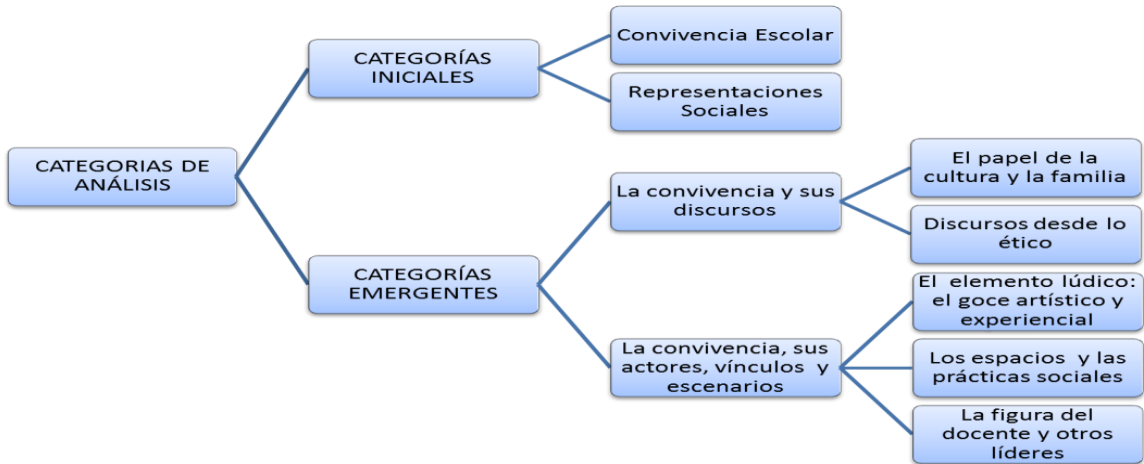 CATEGORIAS DE
ANÁLISIS
CATEGORÍAS
INICIALES
Convivencia Escolar
Representaciones
Sociales
CATEGORÍAS
EMERGENTES
La convivencia y sus
discursos
El papel de la
cultura y la familia
Discursos desde lo
ético
La convivencia, sus
actores, vínculos y
escenarios
El elemento lúdico:
el goce artístico y
experiencial
Los espacios y las
prácticas sociales
La figura del
docente y otros
líderes